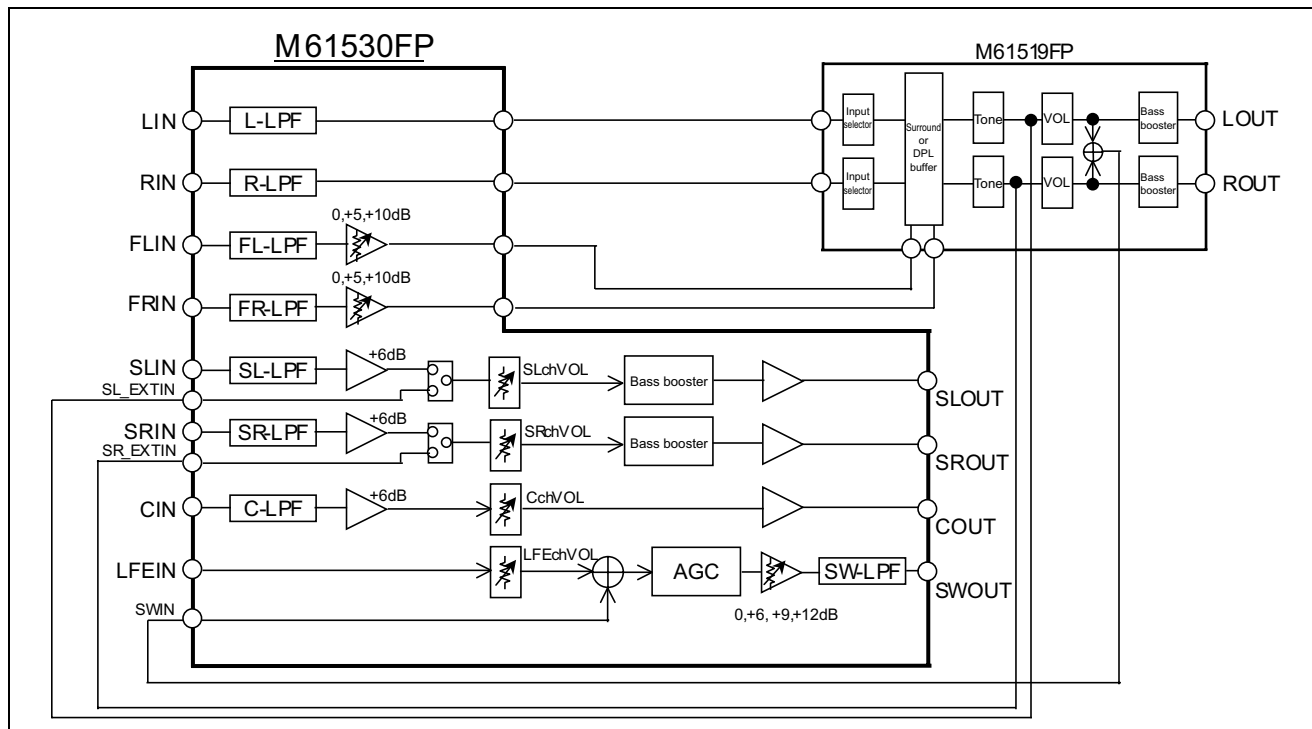 M61530FP
M61519FP
LIN
L-LPF
Input
selector
Surround
or
DPL
buffer
Tone
VOL
Bass
booster
LOUT
RIN
R-LPF
Input
selector
Tone
VOL
Bass
booster
ROUT
0,+5,+10dB
FLIN
FL-LPF
0,+5,+10dB
FRIN
FR-LPF
SLIN
SL-LPF
+6dB
SLchVOL
Bass booster
SLOUT
SL_EXTIN
SRIN
SR-LPF
+6dB
SRchVOL
Bass booster
SROUT
SR_EXTIN
CIN
C-LPF
+6dB
CchVOL
COUT
LFEIN
LFEchVOL
AGC
SW-LPF
SWOUT
SWIN
0,+6, +9,+12dB